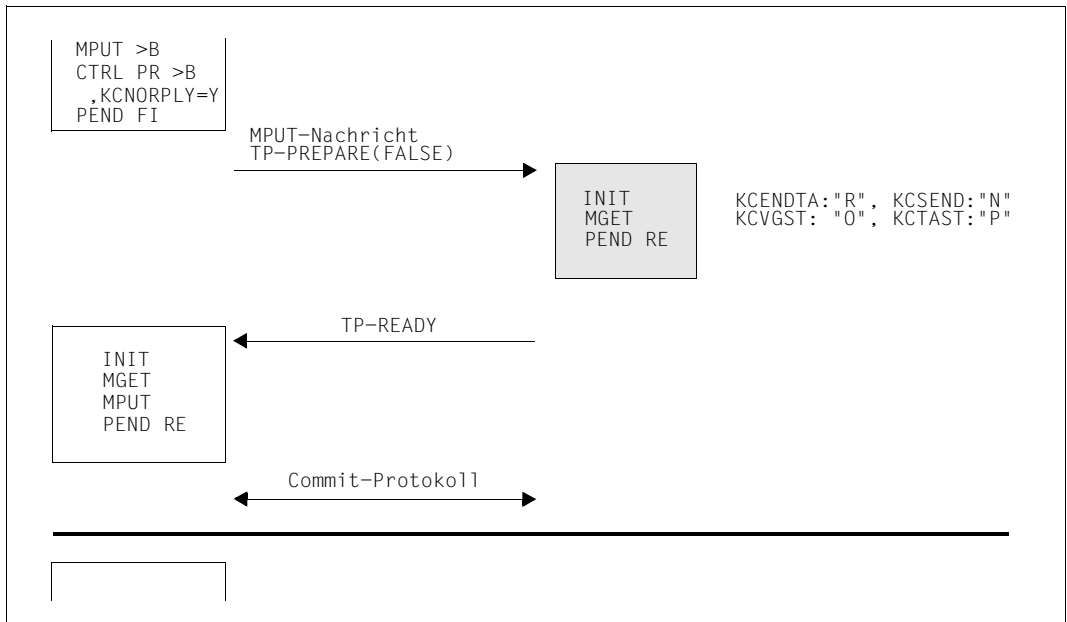 MPUT >B
CTRL PR >B
,KCNORPLY=Y
PEND FI
MPUT-Nachricht
TP-PREPARE(FALSE)
INIT
MGET
PEND RE
KCENDTA:"R", KCSEND:"N"
KCVGST: "O", KCTAST:"P"
TP-READY
INIT
MGET
MPUT
PEND RE
Commit-Protokoll